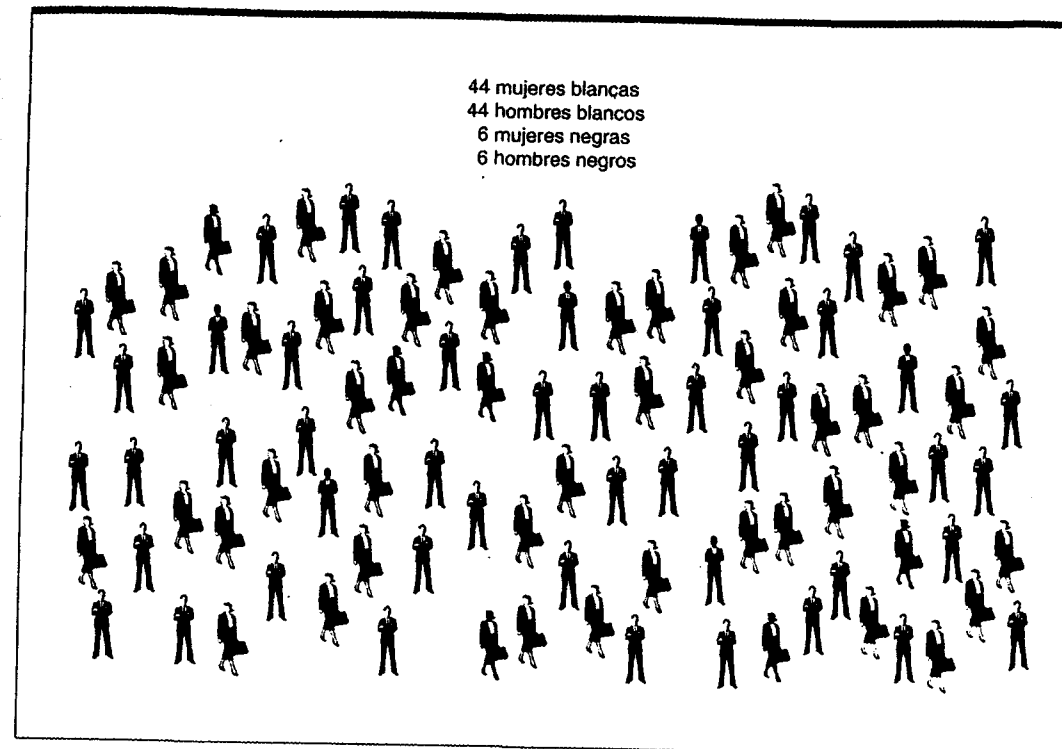 44 mujeres blancas
44 hombres blancos
6 mujeres negras
6 hombres negros